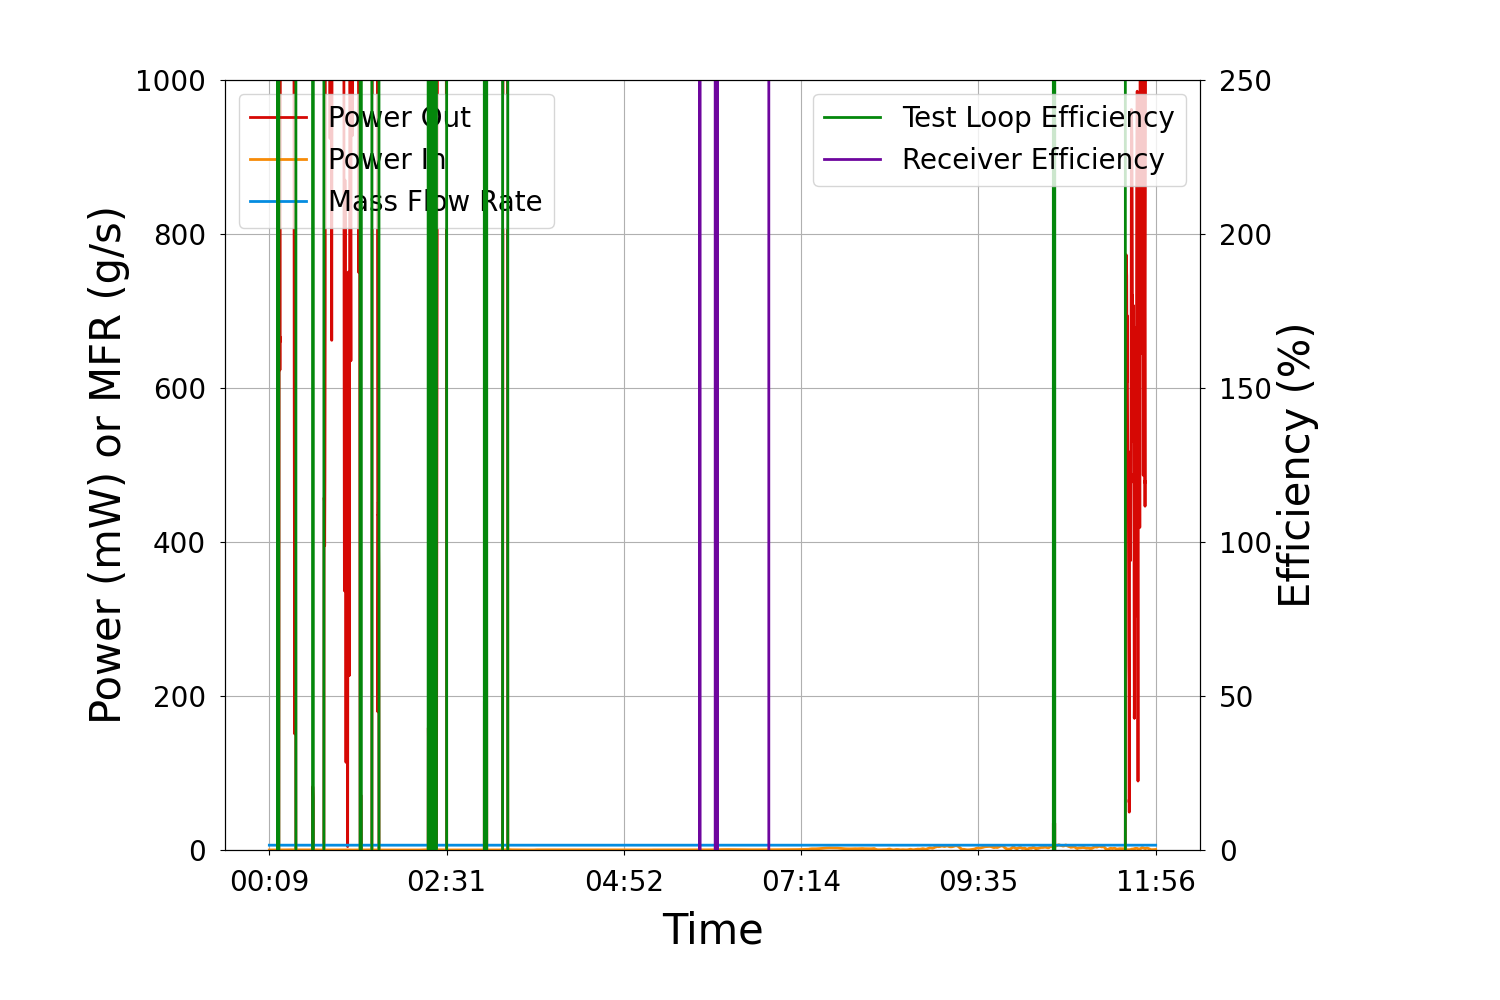 1000
800
600
400
200
0
Power (mW) or MFR (g/s)
Power Out
Power In
Mass Flow Rate
Test Loop Efficiency
Receiver Efficiency
250
200
150
100
50
0
Efficiency (%)
00:09 02:31 04:52 07:14 09:35 11:56
Time